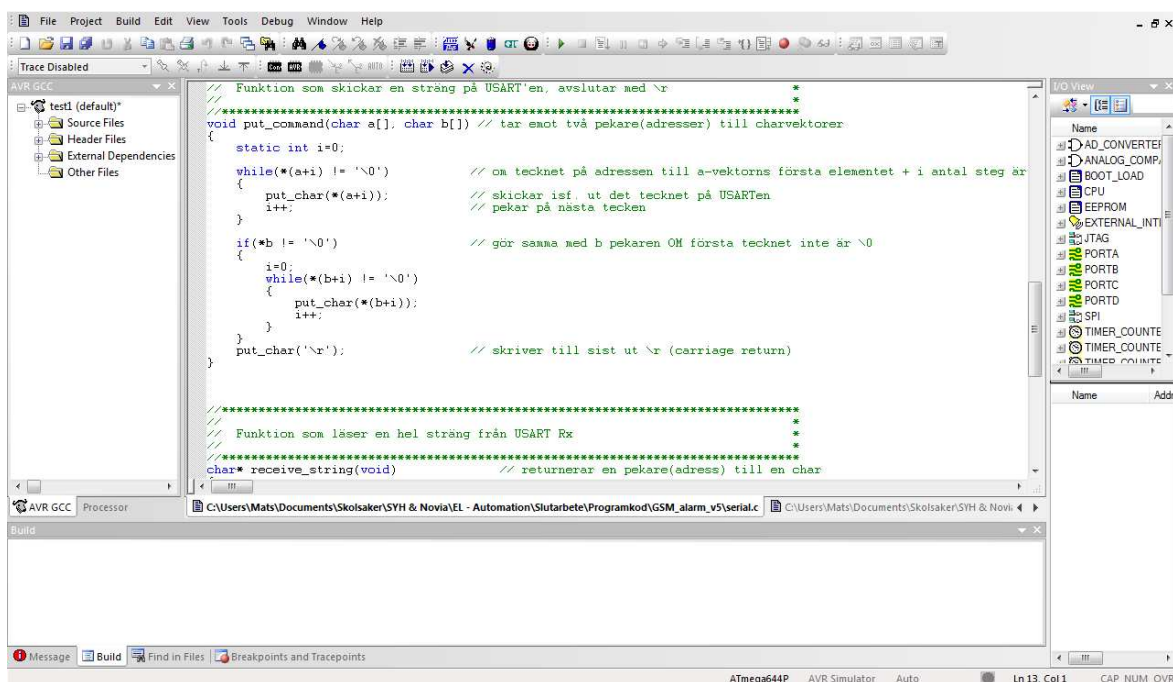 File Project Build Edit View Tools Debug Window Help
Trace Disabled
AVR GCC
test1 (default)*
Source Files
Header Files
External Dependencies
Other Files
AVR GCC Processor
// Funktion som skickar en sträng på USART'en, avslutar med \r *
// *
//*****************************************************************************
void put_command(char a[], char b[]) // tar emot två pekare(adresser) till charvektorer
{
static int i=0;
while(*(a+i) != '\0') // om tecknet på adressen till a-vektorns första elementet + i antal steg är
{
put_char(*(a+i)); // skickar isf. ut det tecknet på USARTen
i++; // pekar på nästa tecken
}
if(*b != '\0') // gör samma med b pekaren OM första tecknet inte är \0
{
i=0;
while(*(b+i) != '\0')
{
put_char(*(b+i));
i++;
}
}
put_char('\r'); // skriver till sist ut \r (carriage return)
}
//*****************************************************************************
// *
// Funktion som läser en hel sträng från USART Rx *
// *
//*****************************************************************************
char* receive_string(void) // returnerar en pekare(adress) till en char
C:\Users\Mats\Documents\Skolsaker\SYH & Novia\EL - Automation\Slutarbete\Programkod\GSM_alarm_v5\serial.c C:\Users\Mats\Documents\Skolsaker\SYH & Novi
I/O View
Name
AD_CONVERTER
ANALOG_COMP
BOOT_LOAD
CPU
EEPROM
EXTERNAL_INT
JTAG
PORTA
PORTB
PORTC
PORTD
SPI
TIMER_COUNTE
TIMER_COUNTE
TIMER_COUNTE
Name Addr
Build
Message Build Find in Files Breakpoints and Tracepoints
ATmega644P AVR Simulator Auto Ln 13, Col 1 CAP NUM OVR